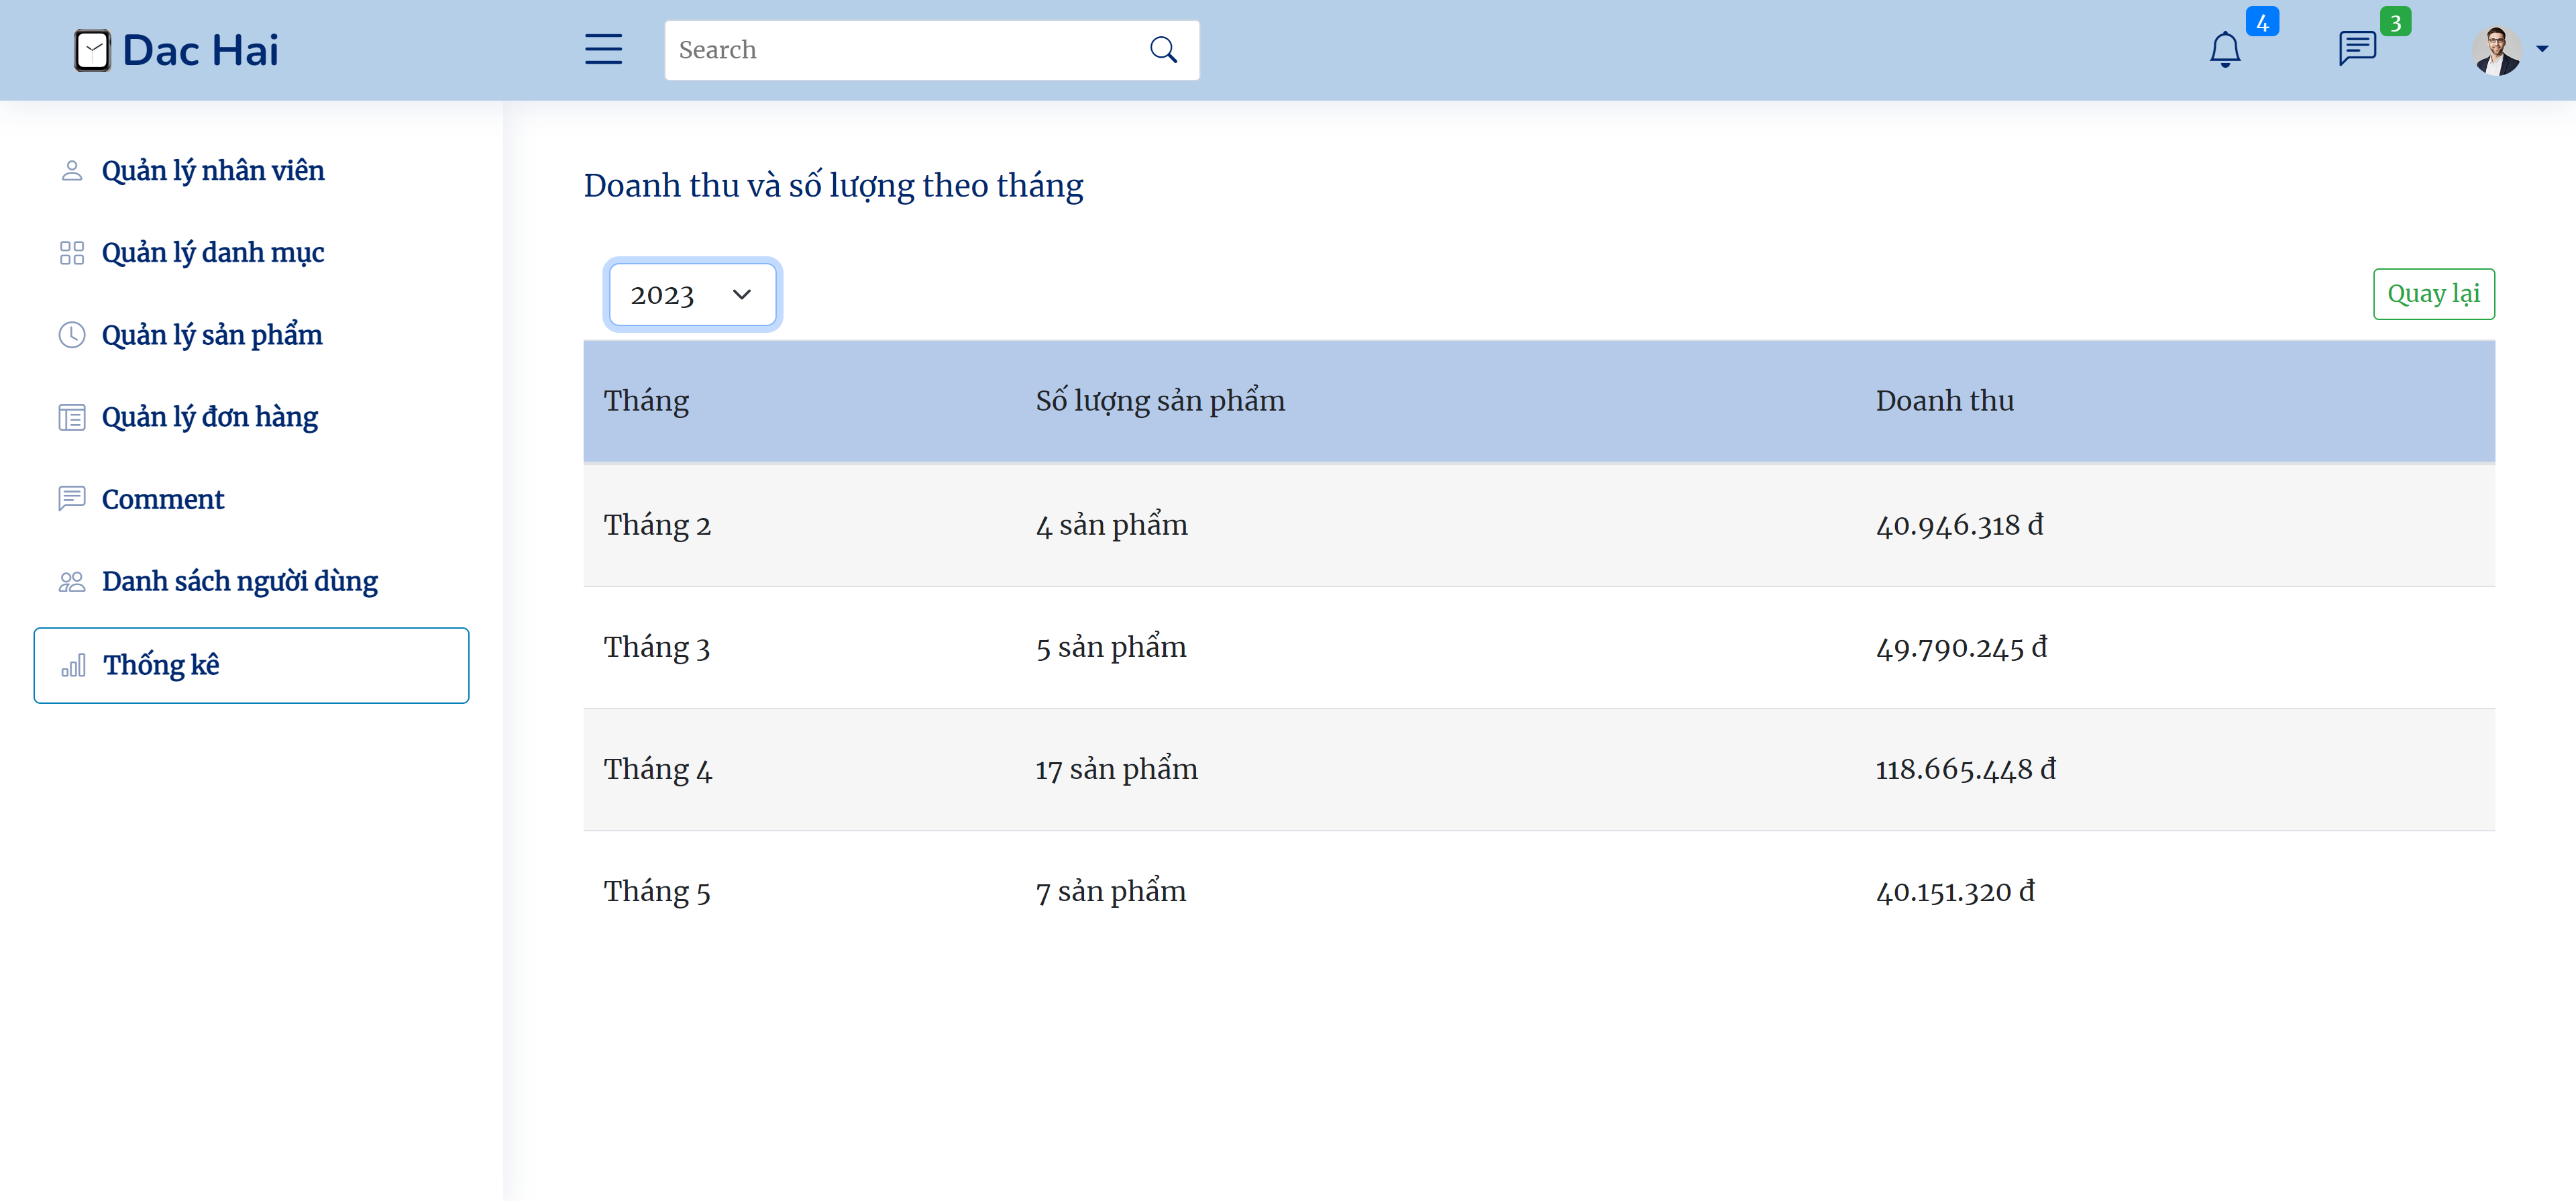 Dac Hai
Search
4
3
Quản lý nhân viên
Quản lý danh mục
Quản lý sản phẩm
Quản lý đơn hàng
Comment
Danh sách người dùng
Thống kê
Doanh thu và số lượng theo tháng
2023
Quay lại
Tháng Số lượng sản phẩm Doanh thu
Tháng 2 4 sản phẩm 40.946.318 đ
Tháng 3 5 sản phẩm 49.790.245 đ
Tháng 4 17 sản phẩm 118.665.448 đ
Tháng 5 7 sản phẩm 40.151.320 đ